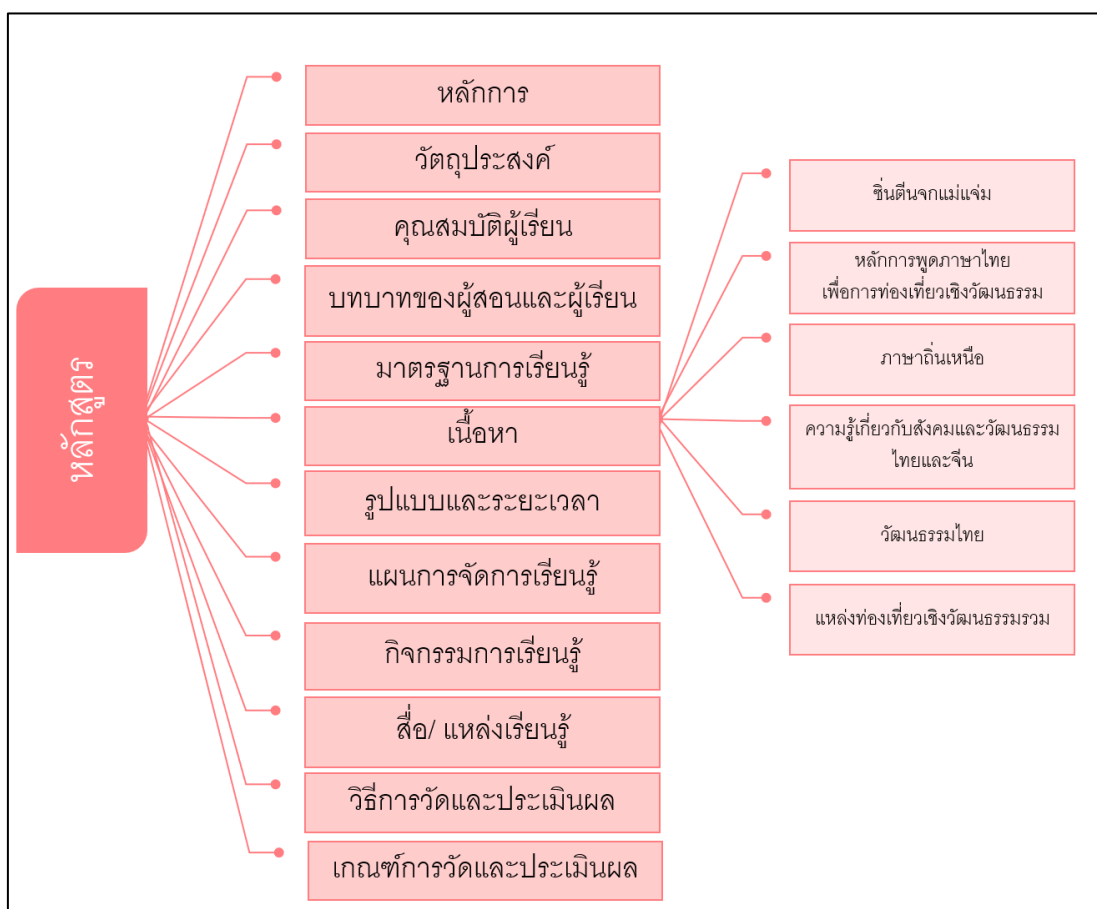 หลักสูตร
หลักการ
วัตถุประสงค์
คุณสมบัติผู้เรียน
บทบาทของผู้สอนและผู้เรียน
มาตรฐานการเรียนรู้
เนื้อหา
รูปแบบและระยะเวลา
แผนการจัดการเรียนรู้
กิจกรรมการเรียนรู้
สื่อ/ แหล่งเรียนรู้
วิธีการวัดและประเมินผล
เกณฑ์การวัดและประเมินผล
ซิ่นตีนจกแม่แจ่ม
หลักการพูดภาษาไทย
เพื่อการท่องเที่ยวเชิงวัฒนธรรม
ภาษาถิ่นเหนือ
ความรู้เกี่ยวกับสังคมและวัฒนธรรม
ไทยและจีน
วัฒนธรรมไทย
แหล่งท่องเที่ยวเชิงวัฒนธรรมรวม